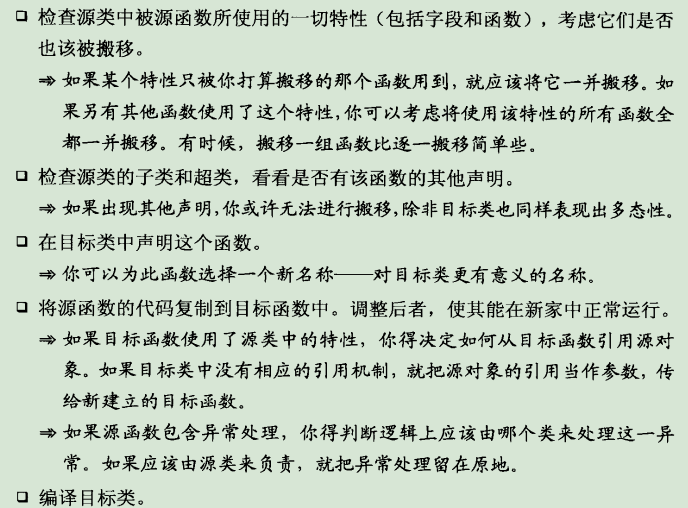 □ 检查源类中被源函数所使用的一切特性（包括字段和函数），考虑它们是否
也该被搬移。
⇒ 如果某个特性只被你打算搬移的那个函数用到，就应该将它一并搬移。如
果另有其他函数使用了这个特性，你可以考虑将使用该特性的所有函数全
都一并搬移。有时候，搬移一组函数比逐一搬移简单些。
□ 检查源类的子类和超类，看看是否有该函数的其他声明。
⇒ 如果出现其他声明，你或许无法进行搬移，除非目标类也同样表现出多态性。
□ 在目标类中声明这个函数。
⇒ 你可以为此函数选择一个新名称——对目标类更有意义的名称。
□ 将源函数的代码复制到目标函数中。调整后者，使其能在新家中正常运行。
⇒ 如果目标函数使用了源类中的特性，你得决定如何从目标函数引用源对
象。如果目标类中没有相应的引用机制，就把源对象的引用当作参数，传
给新建立的目标函数。
⇒ 如果源函数包含异常处理，你得判断逻辑上应该由哪个类来处理这一异
常。如果应该由源类来负责，就把异常处理留在原地。
□ 编译目标类。